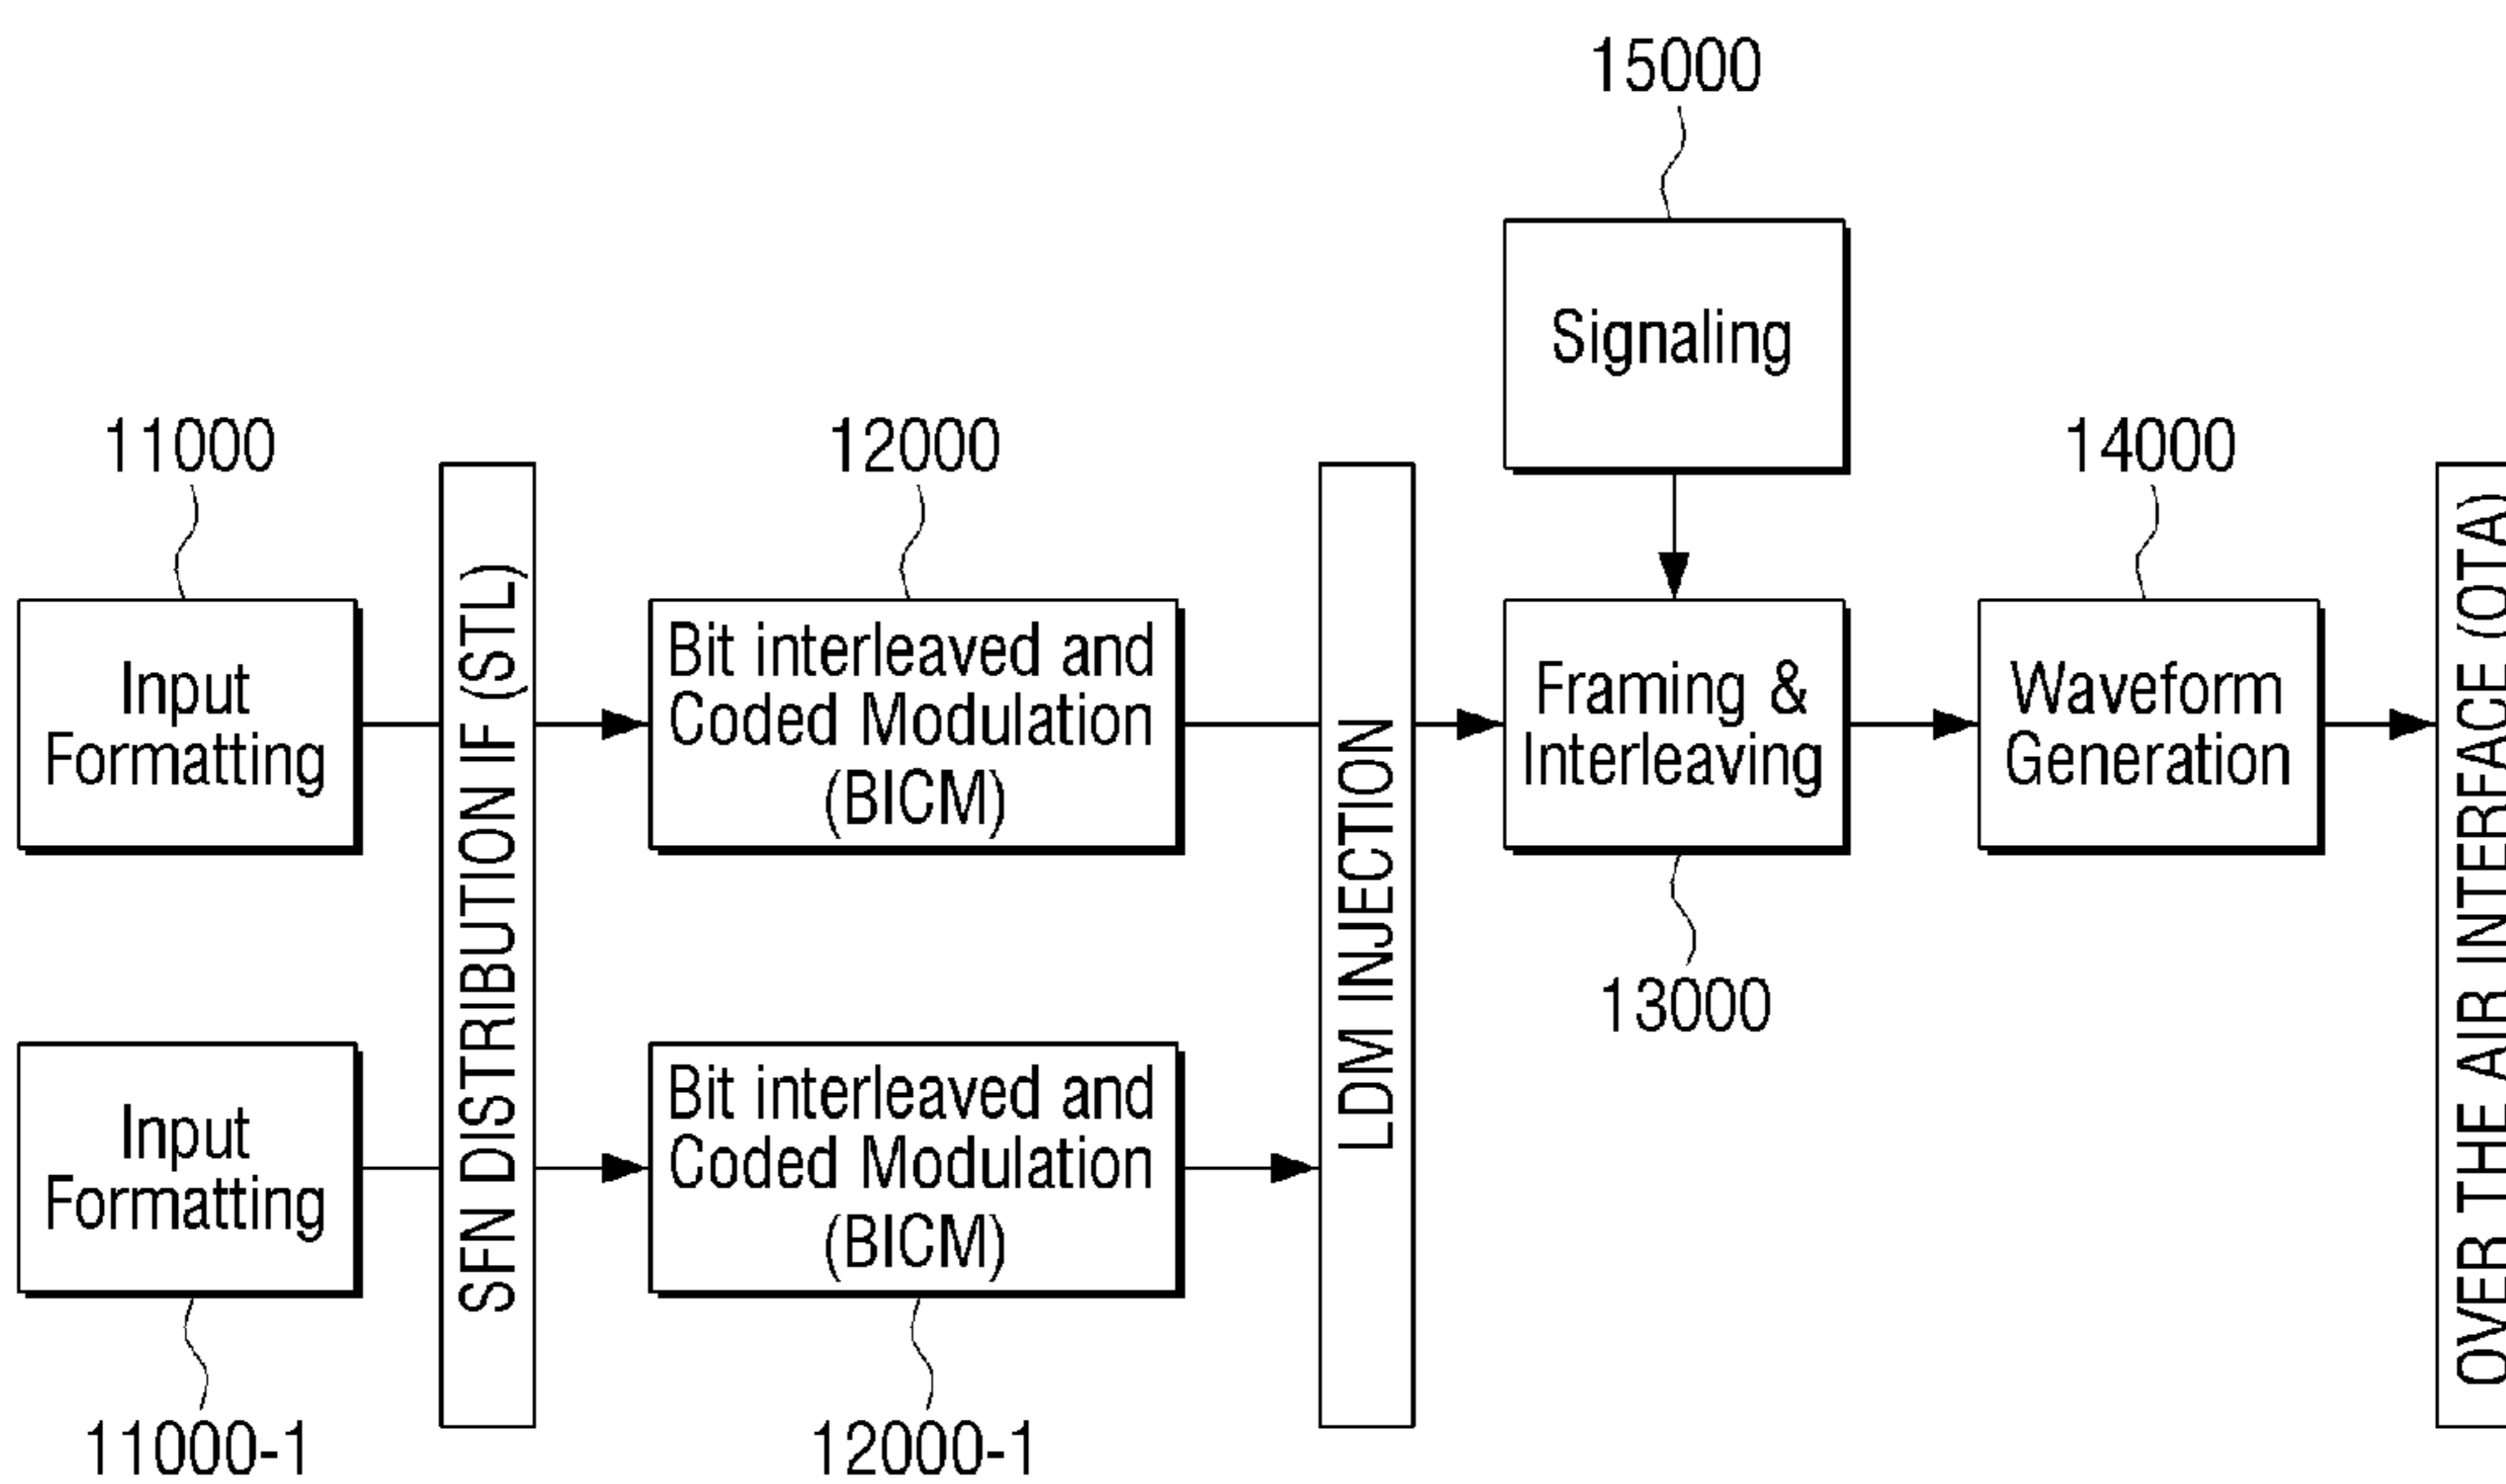 15000
Signaling
11000
12000
14000
Input
Formatting
SFN DISTRIBUTION IF (STL)
Bit interleaved and
Coded Modulation
(BICM)
LDM INJECTION
Framing &
Interleaving
Waveform
Generation
OVER THE AIR INTERFACE (OTA)
13000
Input
Formatting
Bit interleaved and
Coded Modulation
(BICM)
11000-1
12000-1